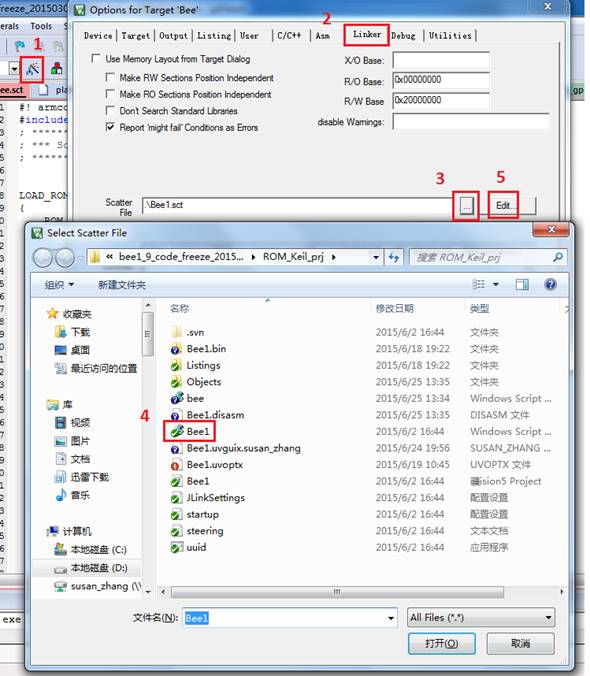 freeze_2015030
Options for Target 'Bee'
2
erals Tools
1
Device Target Output Listing User C/C++ Asm Linker Debug Utilities
Use Memory Layout from Target Dialog
X/O Base:
Make RW Sections Position Independent
R/O Base: 0x00000000
Make RO Sections Position Independent
R/W Base 0x20000000
Don't Search Standard Libraries
disable Warnings:
Report 'might fail' Conditions as Errors
ee.sct
pla
_gp
#! armcc
#include
; ******
; *** Sc
; ******
LOAD_ROM
{
3
5
Scatter
File
.\Bee1.sct
...
Edit...
Select Scatter File
« bee1_9_code_freeze_2015... ▸ ROM_Keil_prj ▸
搜索 ROM_Keil_prj
组织 新建文件夹
名称 修改日期 类型
收藏夹
下载
桌面
最近访问的位置
库
视频
图片
文档
迅雷下载
音乐
计算机
本地磁盘 (C:)
本地磁盘 (D:)
susan_zhang (\\
4
.svn 2015/6/2 16:44 文件夹
Bee1.bin 2015/6/18 19:22 文件夹
Listings 2015/6/18 19:22 文件夹
Objects 2015/6/25 13:35 文件夹
bee 2015/6/25 13:34 Windows Script ...
Bee1.disasm 2015/6/25 13:35 DISASM 文件
Bee1 2015/6/2 16:44 Windows Script ...
Bee1.uvguix.susan_zhang 2015/6/24 19:56 SUSAN_ZHANG ...
Bee1.uvoptx 2015/6/19 10:45 UVOPTX 文件
Bee1 2015/6/2 16:44 ision5 Project
JLinkSettings 2015/6/2 16:44 配置设置
startup 2015/6/2 16:44 配置设置
steering 2015/6/2 16:44 文本文档
uuid 2015/6/2 16:44 应用程序
.exe
文件名(N): Bee1
All Files (*.*)
打开(O) 取消